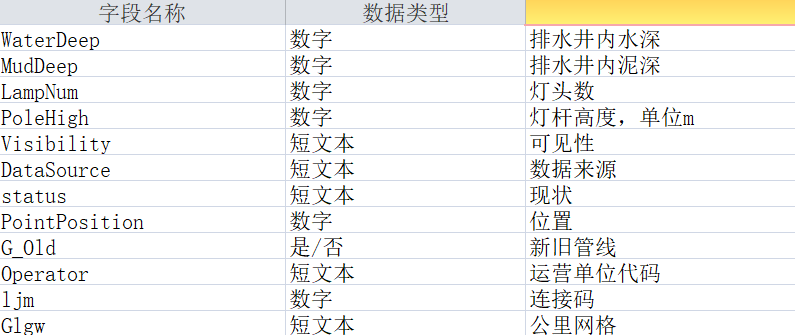 字段名称 数据类型
WaterDeep 数字 排水井内水深
MudDeep 数字 排水井内泥深
LampNum 数字 灯头数
PoleHigh 数字 灯杆高度，单位m
Visibility 短文本 可见性
DataSource 短文本 数据来源
status 短文本 现状
PointPosition 数字 位置
G_Old 是/否 新旧管线
Operator 短文本 运营单位代码
ljm 数字 连接码
Glgw 短文本 公里网格